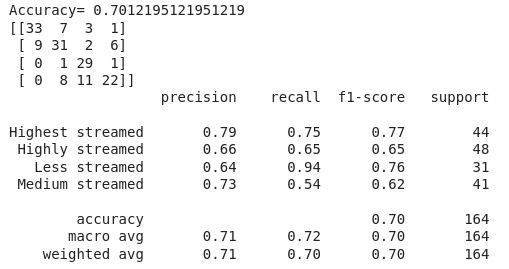 Accuracy= 0.7012195121951219
[[33  7  3  1]
 [ 9 31  2  6]
 [ 0  1 29  1]
 [ 0  8 11 22]]
                  precision    recall  f1-score   support
Highest streamed       0.79      0.75      0.77        44
 Highly streamed       0.66      0.65      0.65        48
   Less streamed       0.64      0.94      0.76        31
 Medium streamed       0.73      0.54      0.62        41
        accuracy                           0.70       164
       macro avg       0.71      0.72      0.70       164
    weighted avg       0.71      0.70      0.70       164